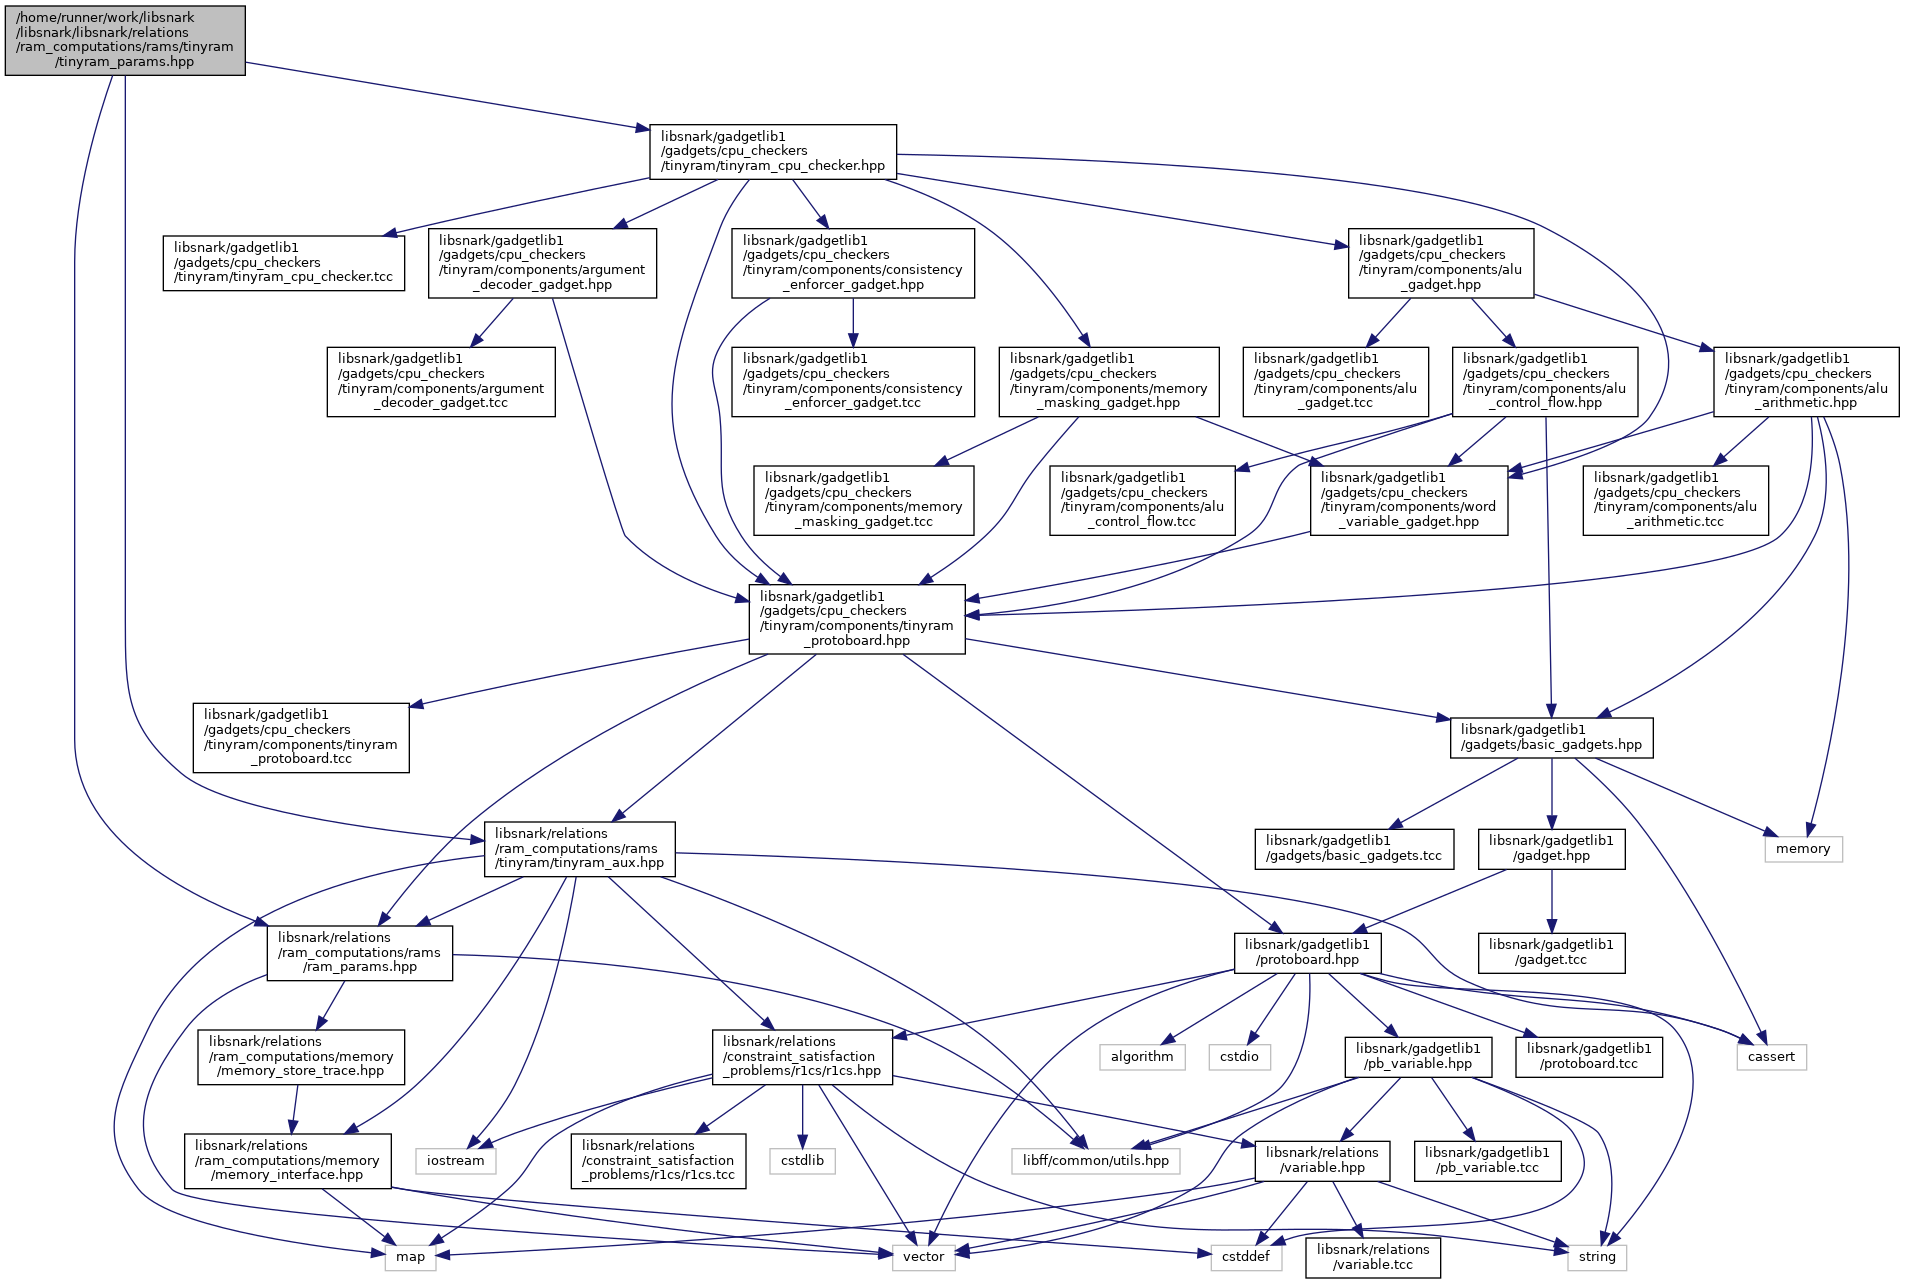 /home/runner/work/libsnark
/libsnark/libsnark/relations
/ram_computations/rams/tinyram
/tinyram_params.hpp
libsnark/gadgetlib1
/gadgets/cpu_checkers
/tinyram/tinyram_cpu_checker.hpp
libsnark/gadgetlib1
/gadgets/cpu_checkers
/tinyram/tinyram_cpu_checker.tcc
libsnark/gadgetlib1
/gadgets/cpu_checkers
/tinyram/components/argument
_decoder_gadget.hpp
libsnark/gadgetlib1
/gadgets/cpu_checkers
/tinyram/components/consistency
_enforcer_gadget.hpp
libsnark/gadgetlib1
/gadgets/cpu_checkers
/tinyram/components/alu
_gadget.hpp
libsnark/gadgetlib1
/gadgets/cpu_checkers
/tinyram/components/argument
_decoder_gadget.tcc
libsnark/gadgetlib1
/gadgets/cpu_checkers
/tinyram/components/consistency
_enforcer_gadget.tcc
libsnark/gadgetlib1
/gadgets/cpu_checkers
/tinyram/components/memory
_masking_gadget.hpp
libsnark/gadgetlib1
/gadgets/cpu_checkers
/tinyram/components/alu
_gadget.tcc
libsnark/gadgetlib1
/gadgets/cpu_checkers
/tinyram/components/alu
_control_flow.hpp
libsnark/gadgetlib1
/gadgets/cpu_checkers
/tinyram/components/alu
_arithmetic.hpp
libsnark/gadgetlib1
/gadgets/cpu_checkers
/tinyram/components/memory
_masking_gadget.tcc
libsnark/gadgetlib1
/gadgets/cpu_checkers
/tinyram/components/alu
_control_flow.tcc
libsnark/gadgetlib1
/gadgets/cpu_checkers
/tinyram/components/word
_variable_gadget.hpp
libsnark/gadgetlib1
/gadgets/cpu_checkers
/tinyram/components/alu
_arithmetic.tcc
libsnark/gadgetlib1
/gadgets/cpu_checkers
/tinyram/components/tinyram
_protoboard.hpp
libsnark/gadgetlib1
/gadgets/cpu_checkers
/tinyram/components/tinyram
_protoboard.tcc
libsnark/gadgetlib1
/gadgets/basic_gadgets.hpp
libsnark/relations
/ram_computations/rams
/tinyram/tinyram_aux.hpp
libsnark/gadgetlib1
/gadgets/basic_gadgets.tcc
libsnark/gadgetlib1
/gadget.hpp
memory
libsnark/relations
/ram_computations/rams
/ram_params.hpp
libsnark/gadgetlib1
/protoboard.hpp
libsnark/gadgetlib1
/gadget.tcc
libsnark/relations
/ram_computations/memory
/memory_store_trace.hpp
libsnark/relations
/constraint_satisfaction
_problems/r1cs/r1cs.hpp
algorithm
cstdio
libsnark/gadgetlib1
/pb_variable.hpp
libsnark/gadgetlib1
/protoboard.tcc
cassert
libsnark/relations
/ram_computations/memory
/memory_interface.hpp
iostream
libsnark/relations
/constraint_satisfaction
_problems/r1cs/r1cs.tcc
cstdlib
libff/common/utils.hpp
libsnark/relations
/variable.hpp
libsnark/gadgetlib1
/pb_variable.tcc
map
vector
cstddef
libsnark/relations
/variable.tcc
string